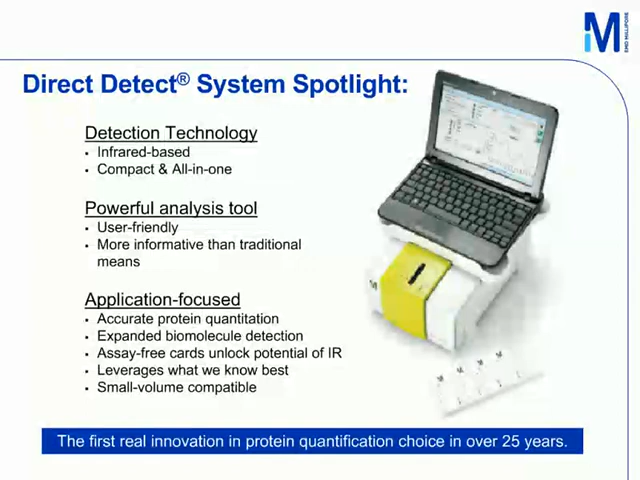 M
EMD MILLIPORE
Direct Detect® System Spotlight:
Detection Technology
• Infrared-based
• Compact & All-in-one
Powerful analysis tool
• User-friendly
• More informative than traditional
means
Application-focused
• Accurate protein quantitation
• Expanded biomolecule detection
• Assay-free cards unlock potential of IR
• Leverages what we know best
• Small-volume compatible
The first real innovation in protein quantification choice in over 25 years.